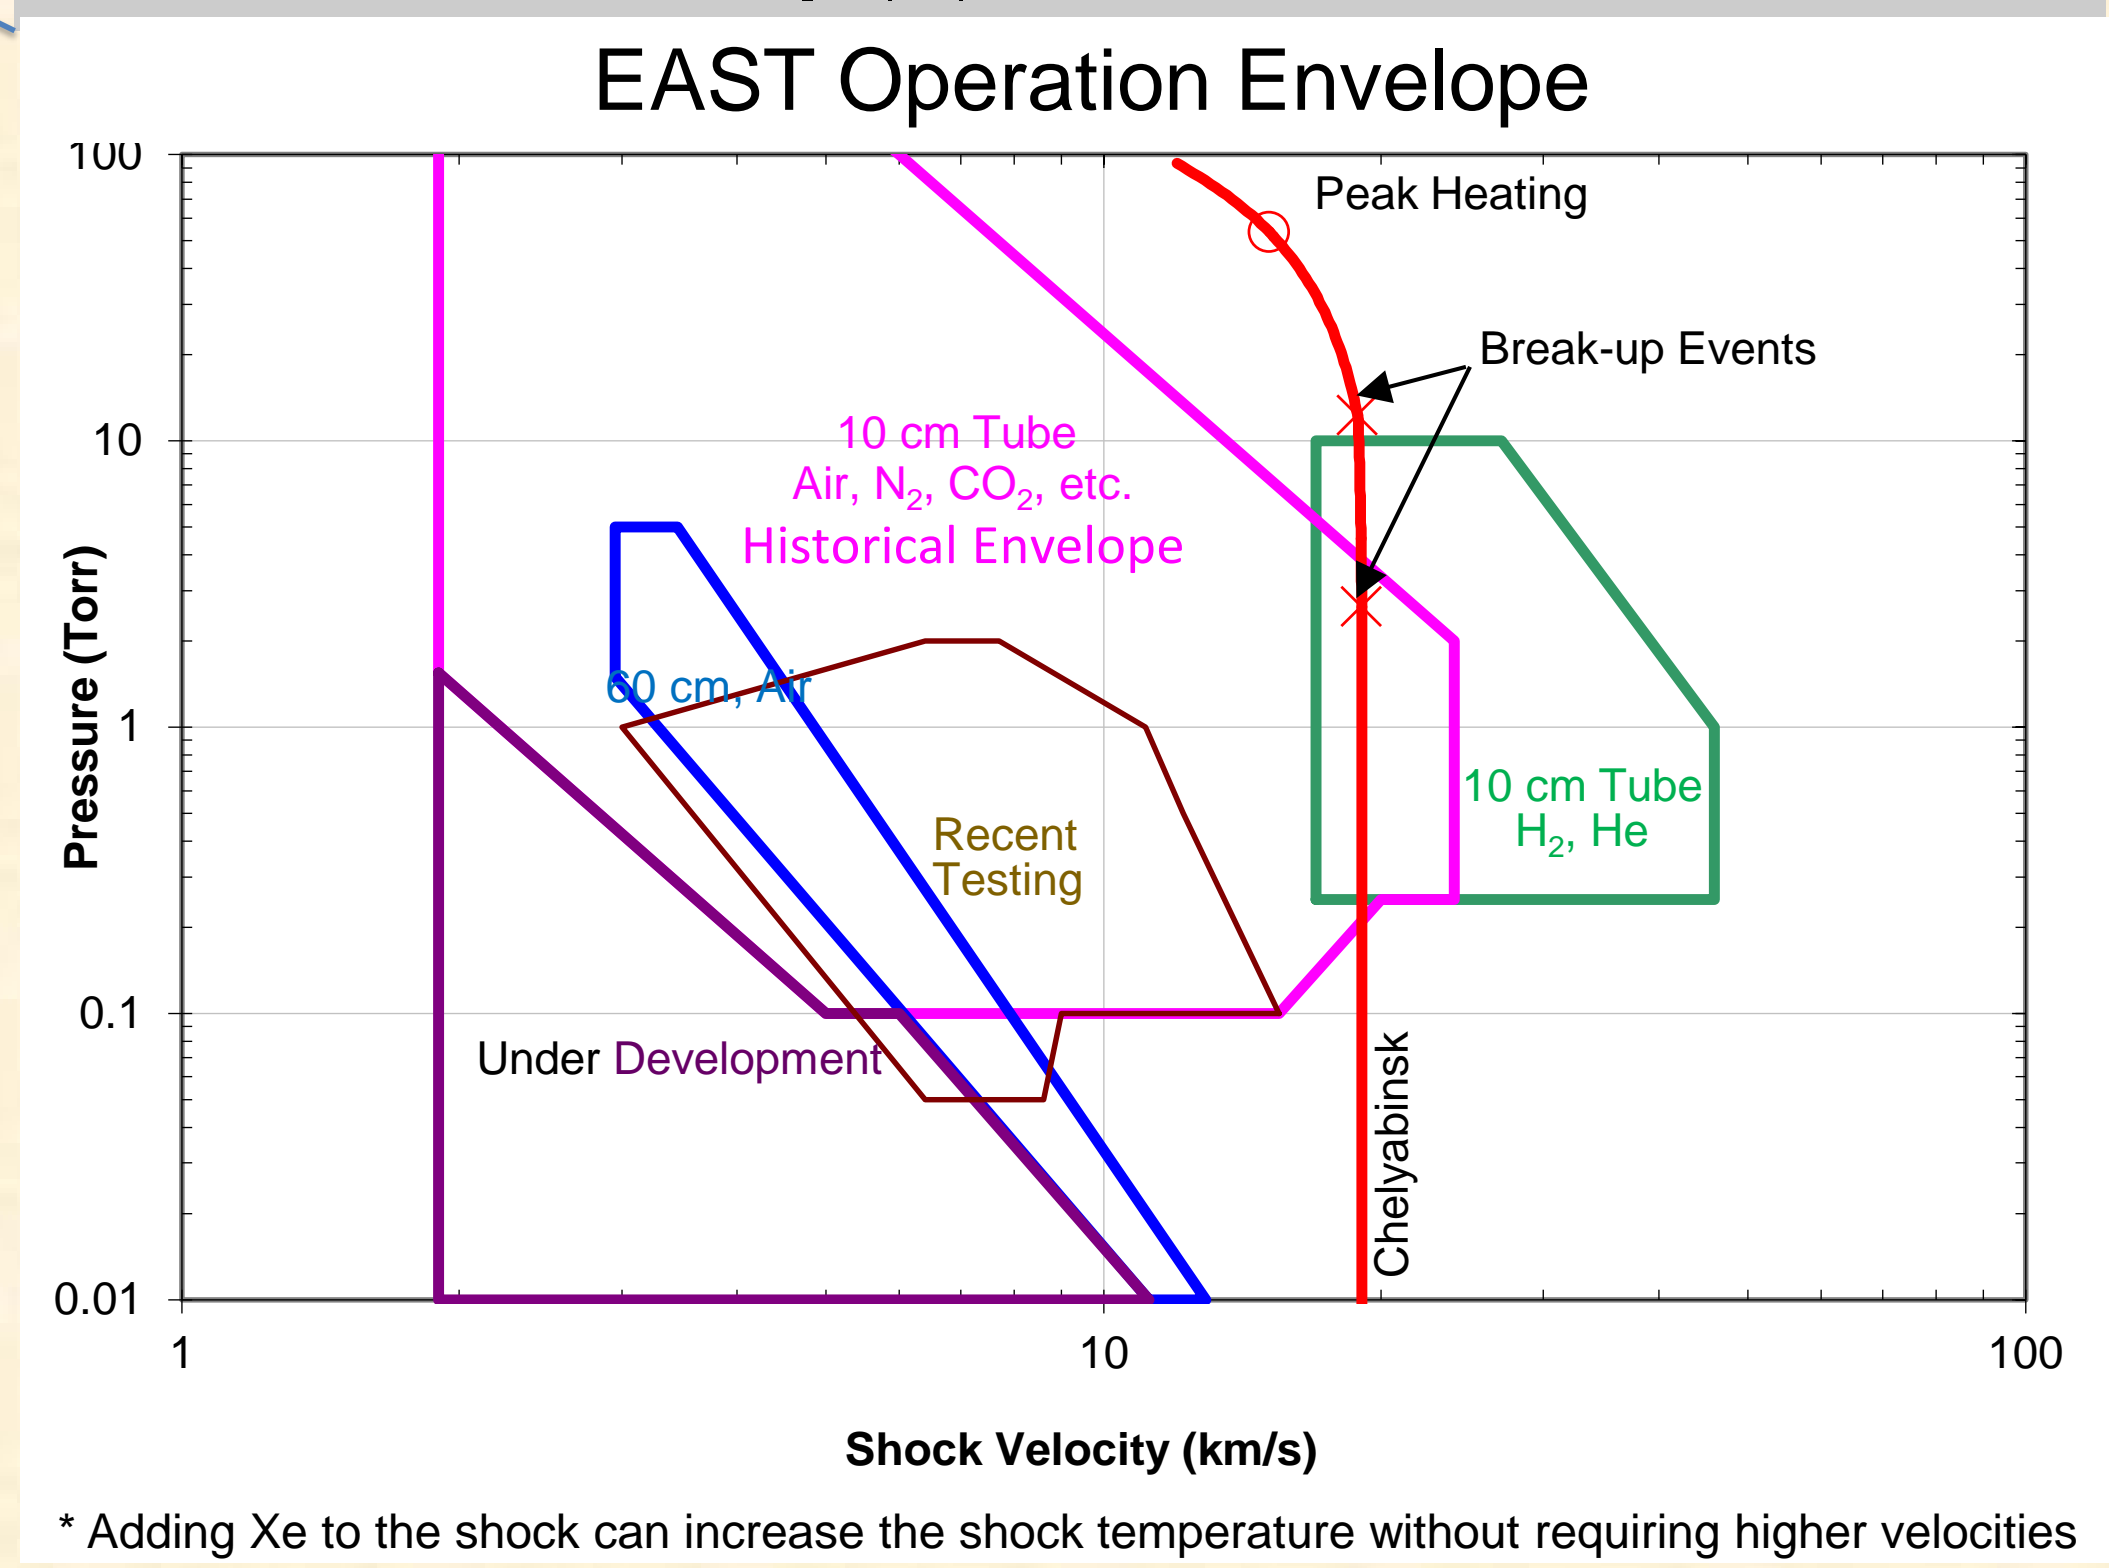 EAST Operation Envelope
100
Peak Heating
Break-up Events
10
10 cm Tube
Air, N₂, CO₂, etc.
Historical Envelope
60 cm, Air
1
10 cm Tube
H₂, He
Recent
Testing
0.1
Under Development
Chelyabinsk
0.01
1
10
100
Pressure (Torr)
Shock Velocity (km/s)
* Adding Xe to the shock can increase the shock temperature without requiring higher velocities